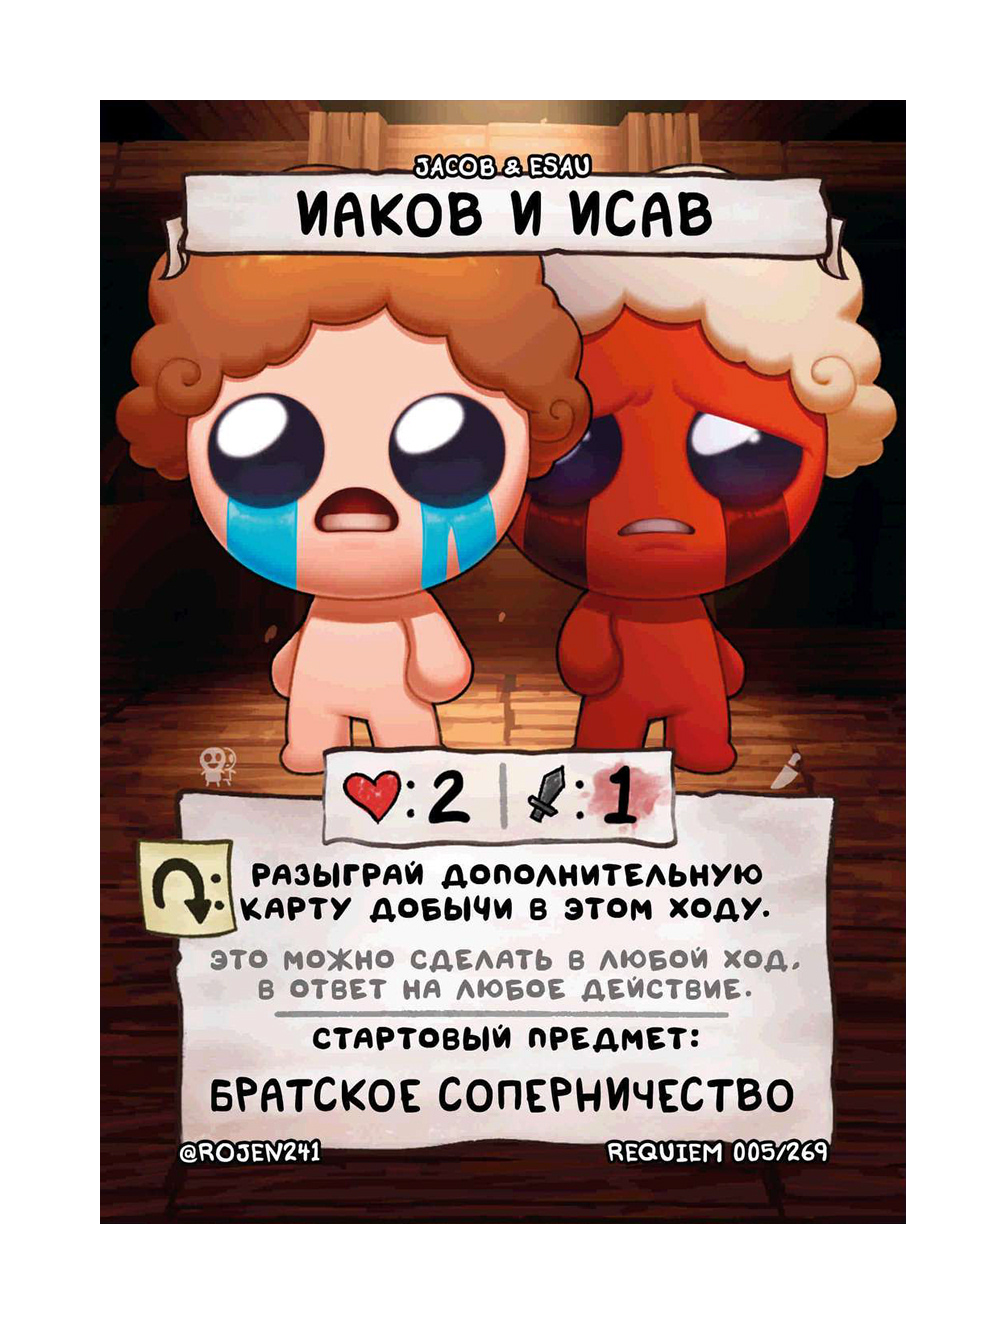 JACOB & ESAU
ИАКОВ И ИСАВ
:2 :1
РАЗЫГРАЙ ДОПОЛНИТЕЛЬНУЮ
КАРТУ ДОБЫЧИ В ЭТОМ ХОДУ.
ЭТО МОЖНО СДЕЛАТЬ В ЛЮБОЙ ХОД,
В ОТВЕТ НА ЛЮБОЕ ДЕЙСТВИЕ.
СТАРТОВЫЙ ПРЕДМЕТ:
БРАТСКОЕ СОПЕРНИЧЕСТВО
@ROJEN241 REQUIEM 005/269